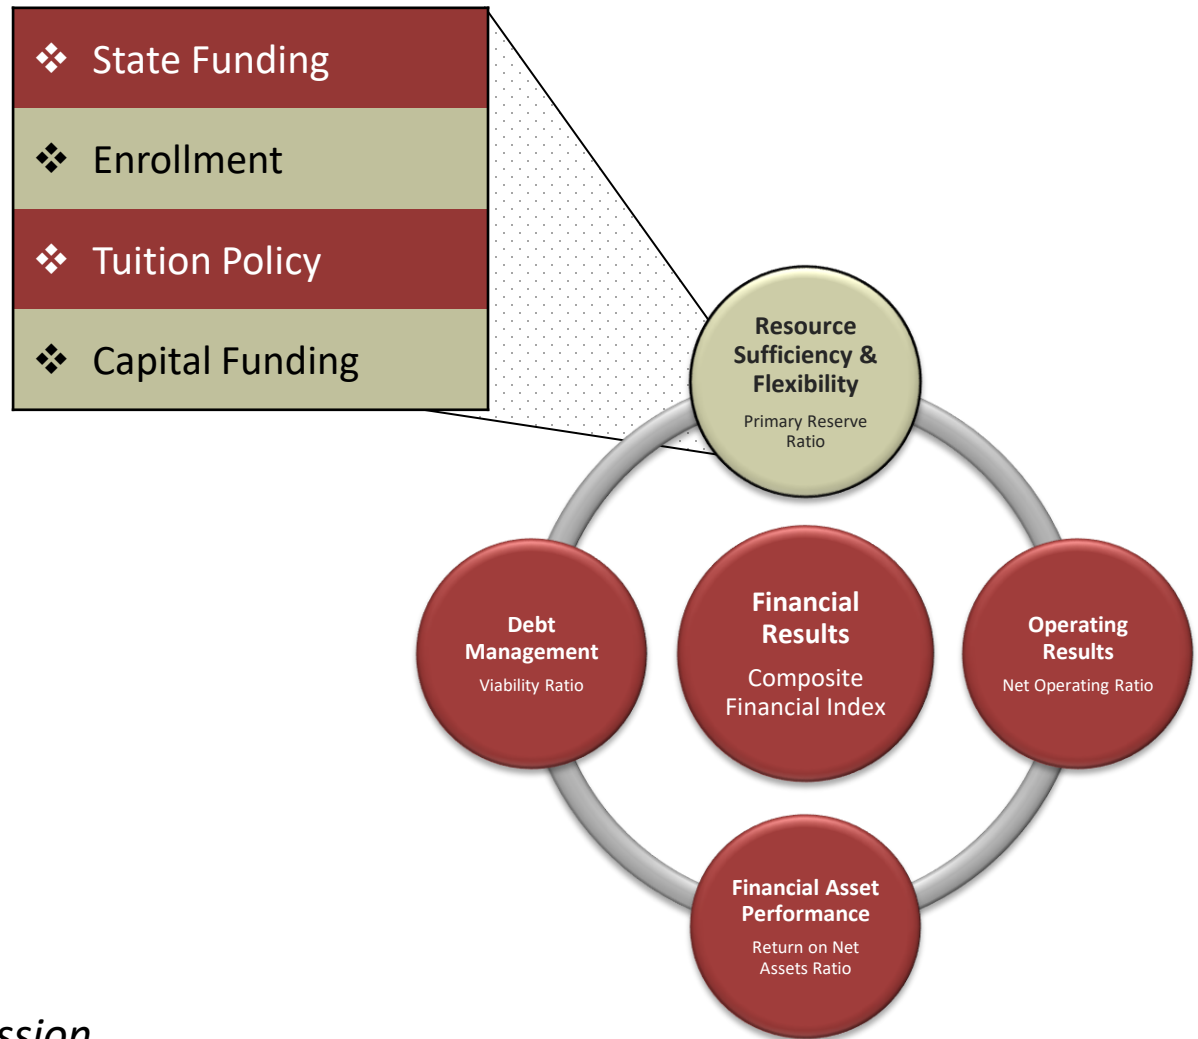 ❖ State Funding
❖ Enrollment
❖ Tuition Policy
❖ Capital Funding
Resource
Sufficiency &
Flexibility
Primary Reserve
Ratio
Debt
Management
Viability Ratio
Financial
Results
Composite
Financial Index
Operating
Results
Net Operating Ratio
Financial Asset
Performance
Return on Net
Assets Ratio